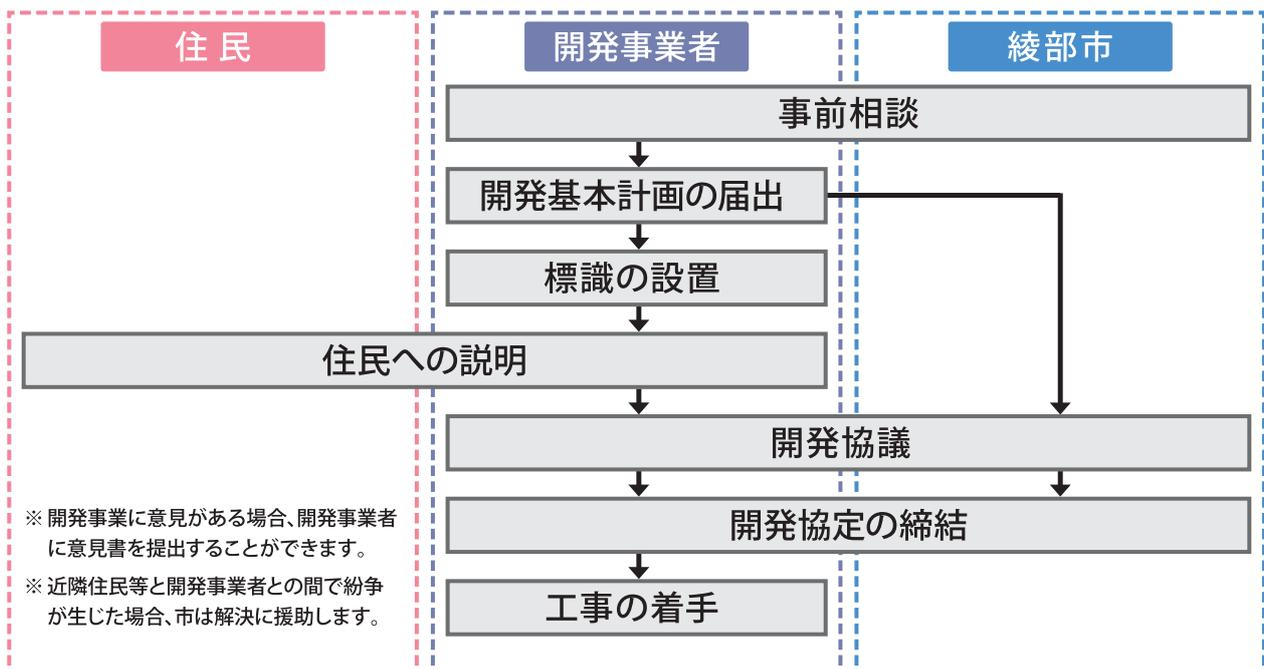 住民
開発事業者
綾部市
事前相談
開発基本計画の届出
標識の設置
住民への説明
開発協議
開発協定の締結
工事の着手
※ 開発事業に意見がある場合、開発事業者
に意見書を提出することができます。
※ 近隣住民等と開発事業者との間で紛争
が生じた場合、市は解決に援助します。